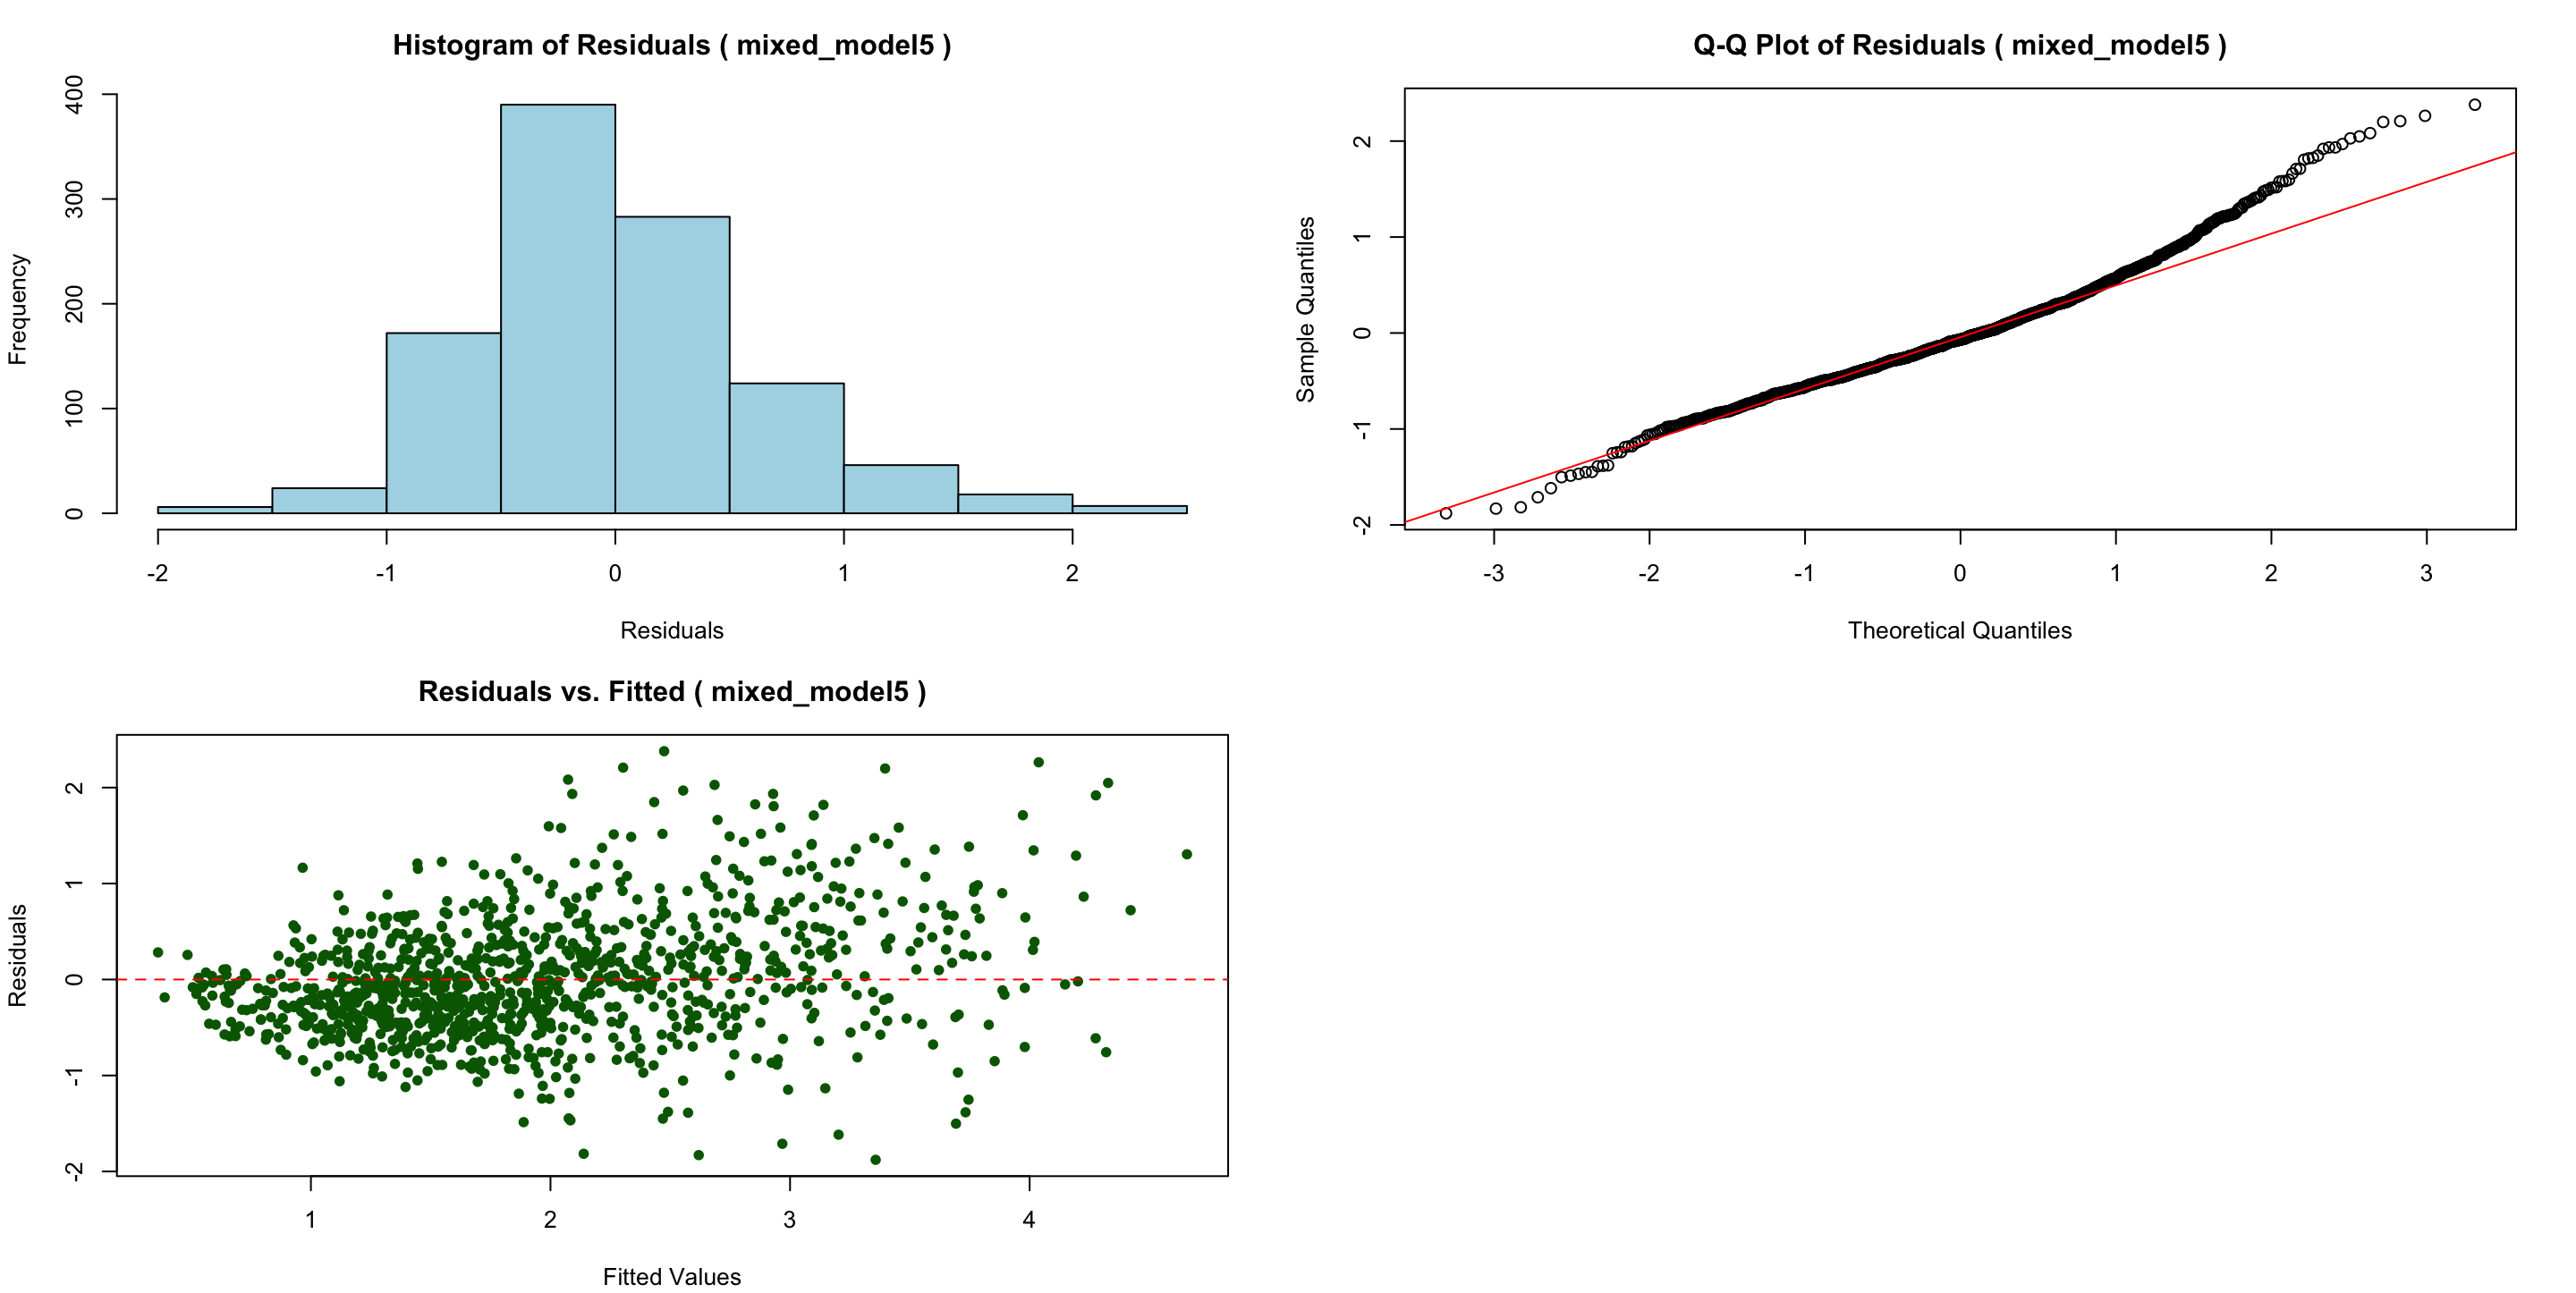 Histogram of Residuals ( mixed_model5 )
Frequency
400
300
200
100
0
-2 -1 0 1 2
Residuals
Q-Q Plot of Residuals ( mixed_model5 )
Sample Quantiles
2
1
0
-1
-2
-3 -2 -1 0 1 2 3
Theoretical Quantiles
Residuals vs. Fitted ( mixed_model5 )
Residuals
2
1
0
-1
-2
1 2 3 4
Fitted Values